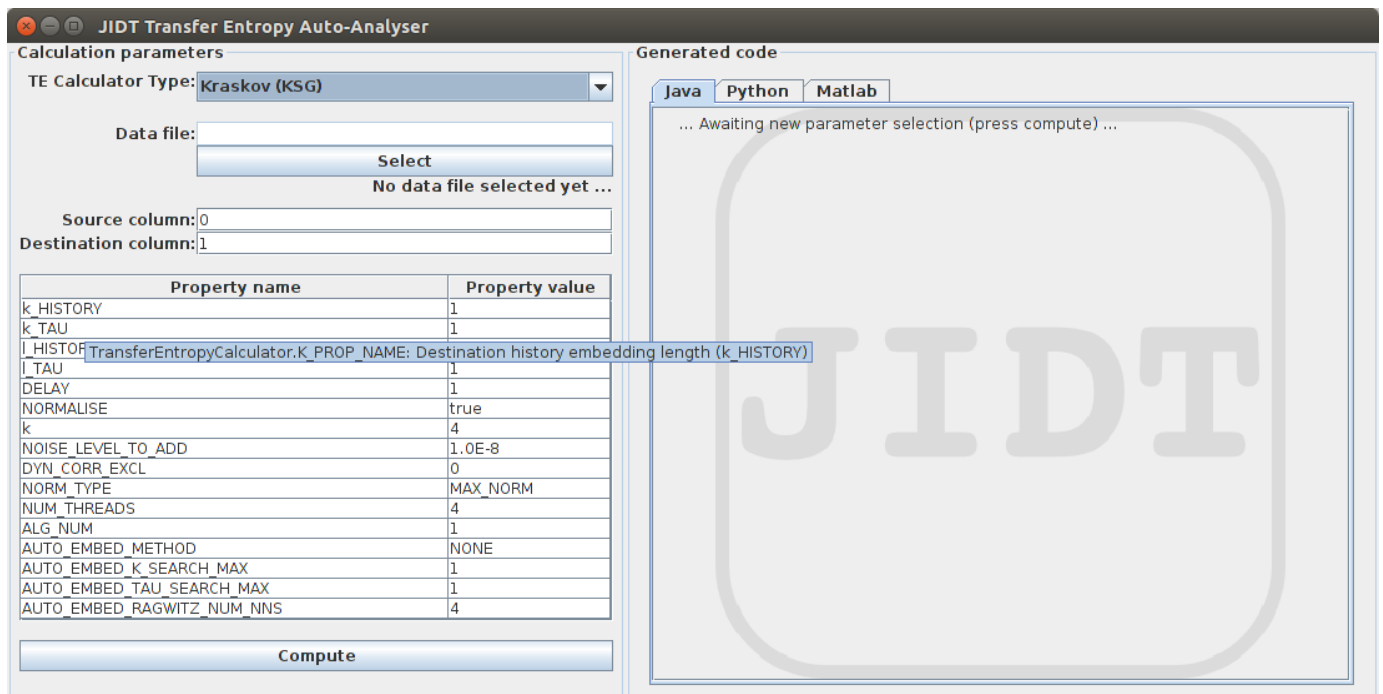 JIDT Transfer Entropy Auto-Analyser
Calculation parameters
TE Calculator Type: Kraskov (KSG)
Data file:
Select
No data file selected yet ...
Source column: 0
Destination column: 1
Property name Property value
k_HISTORY 1
k_TAU 1
l_HISTOR
TransferEntropyCalculator.K_PROP_NAME: Destination history embedding length (k_HISTORY)
l_TAU 1
DELAY 1
NORMALISE true
k 4
NOISE_LEVEL_TO_ADD 1.0E-8
DYN_CORR_EXCL 0
NORM_TYPE MAX_NORM
NUM_THREADS 4
ALG_NUM 1
AUTO_EMBED_METHOD NONE
AUTO_EMBED_K_SEARCH_MAX 1
AUTO_EMBED_TAU_SEARCH_MAX 1
AUTO_EMBED_RAGWITZ_NUM_NNS 4
Compute
Generated code
Java Python Matlab
... Awaiting new parameter selection (press compute) ...
JIDT